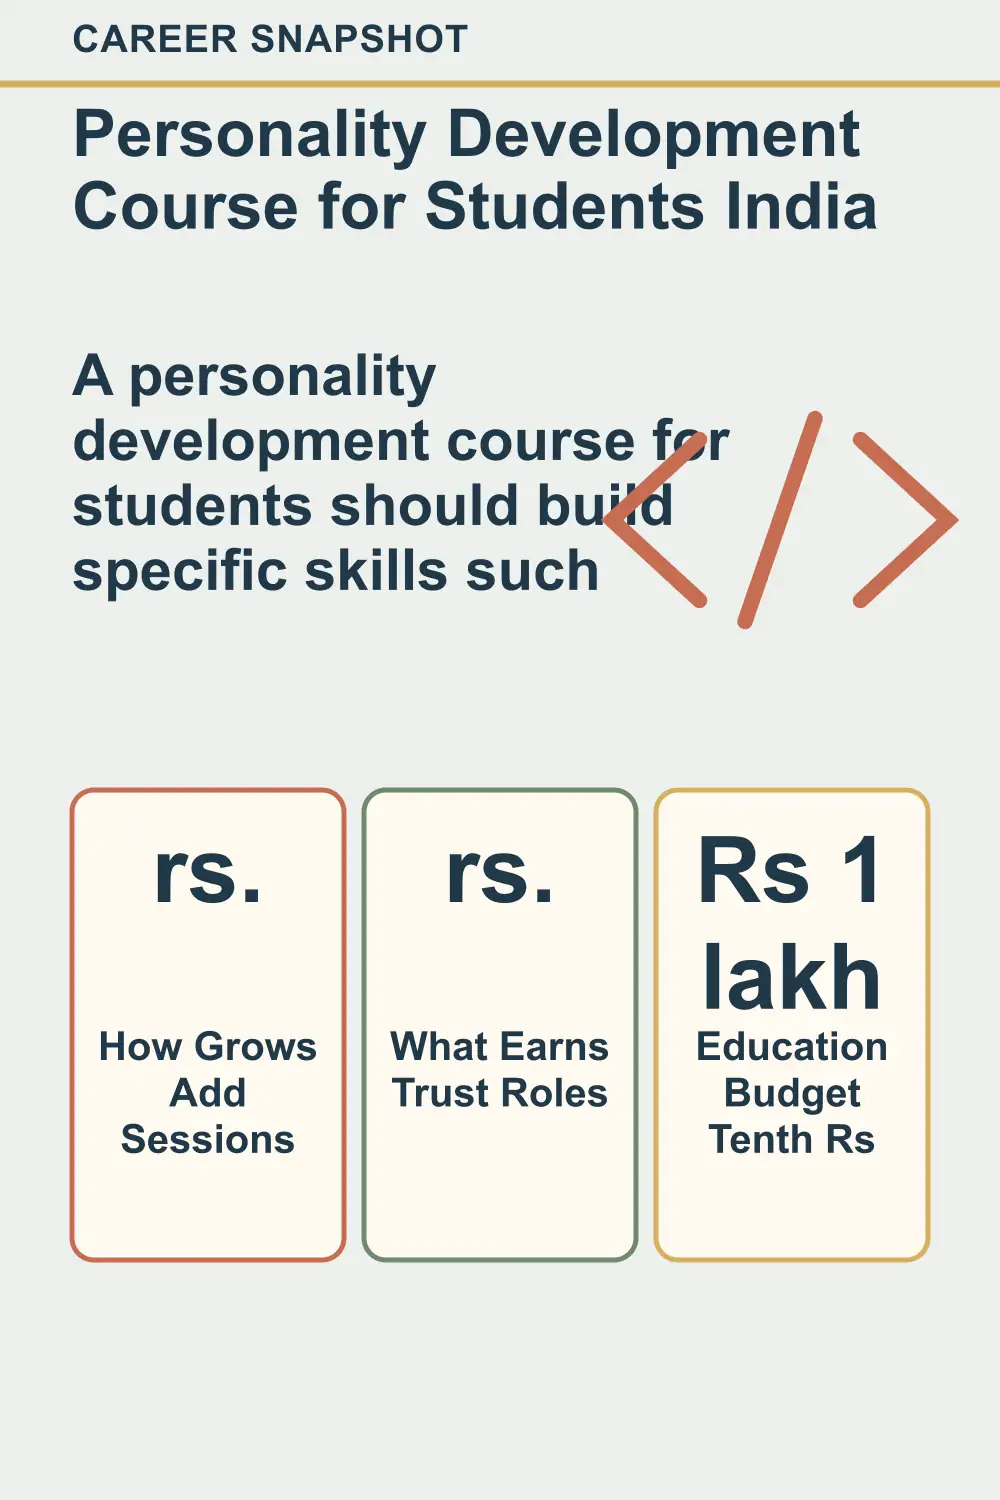 CAREER SNAPSHOT
Personality Development
Course for Students India
A personality
development course for
students should build
specific skills such
rs.
How Grows
Add
Sessions
rs.
What Earns
Trust Roles
Rs 1
lakh
Education
Budget
Tenth Rs